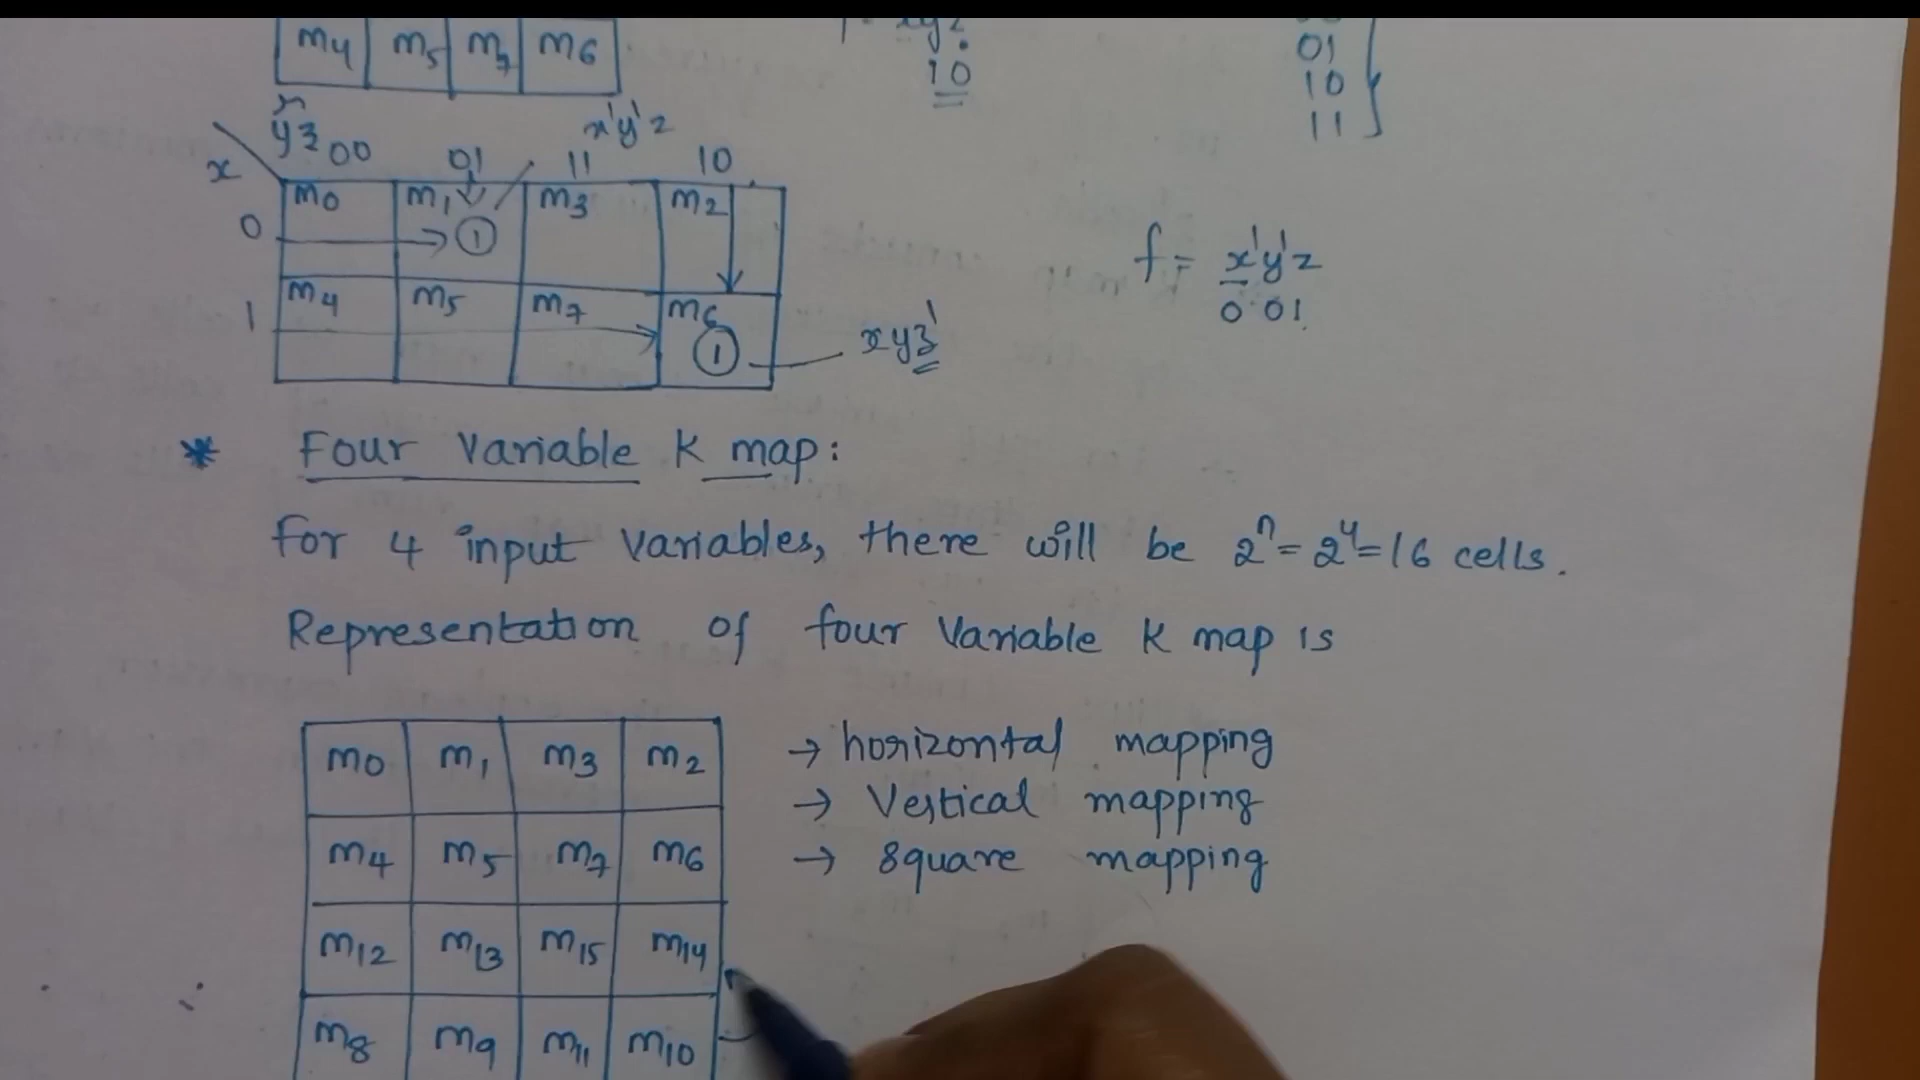 m4 m5 m7 m6
10
01
10
11
x'y'z
yz 00 01 11 10
x
m0 m1 m3 m2
0 1
f = x'y'z
0 01
m4 m5 m7 m6
1 1 xyz'
* Four Variable K map:
For 4 input variables, there will be 2^n = 2^4 = 16 cells.
Representation of four Variable K map is
m0 m1 m3 m2 → horizontal mapping
→ Vertical mapping
m4 m5 m7 m6 → Square mapping
m12 m13 m15 m14
m8 m9 m11 m10